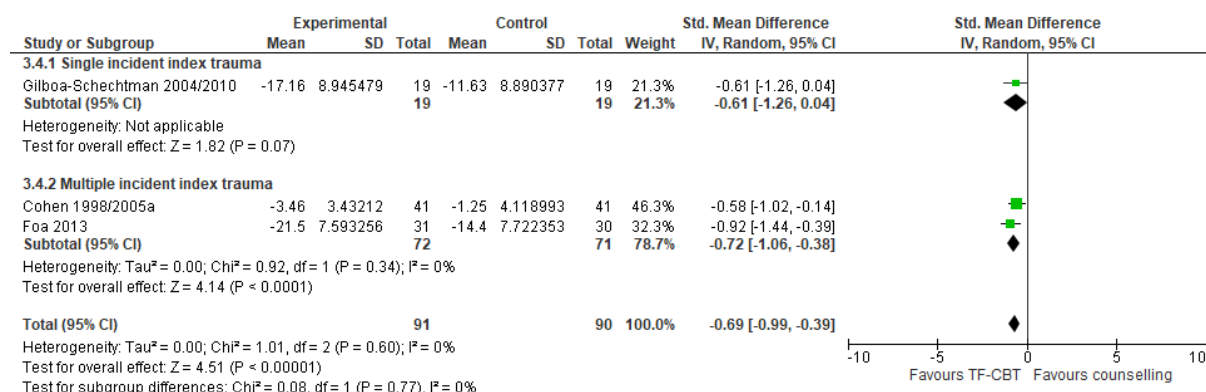 Experimental Control Std. Mean Difference Std. Mean Difference
Study or Subgroup Mean SD Total Mean SD Total Weight IV, Random, 95% CI IV, Random, 95% CI
3.4.1 Single incident index trauma
Gilboa-Schechtman 2004/2010 -17.16 8.945479 19 -11.63 8.890377 19 21.3% -0.61 [-1.26, 0.04]
Subtotal (95% CI) 19 19 21.3% -0.61 [-1.26, 0.04]
Heterogeneity: Not applicable
Test for overall effect: Z = 1.82 (P = 0.07)
3.4.2 Multiple incident index trauma
Cohen 1998/2005a -3.46 3.43212 41 -1.25 4.118993 41 46.3% -0.58 [-1.02, -0.14]
Foa 2013 -21.5 7.593256 31 -14.4 7.722353 30 32.3% -0.92 [-1.44, -0.39]
Subtotal (95% CI) 72 71 78.7% -0.72 [-1.06, -0.38]
Heterogeneity: Tau² = 0.00; Chi² = 0.92, df = 1 (P = 0.34); I² = 0%
Test for overall effect: Z = 4.14 (P < 0.0001)
Total (95% CI) 91 90 100.0% -0.69 [-0.99, -0.39]
Heterogeneity: Tau² = 0.00; Chi² = 1.01, df = 2 (P = 0.60); I² = 0%
Test for overall effect: Z = 4.51 (P < 0.00001)
Test for subgroup differences: Chi² = 0.08, df = 1 (P = 0.77), I² = 0%
-10 -5 0 5 10
Favours TF-CBT Favours counselling